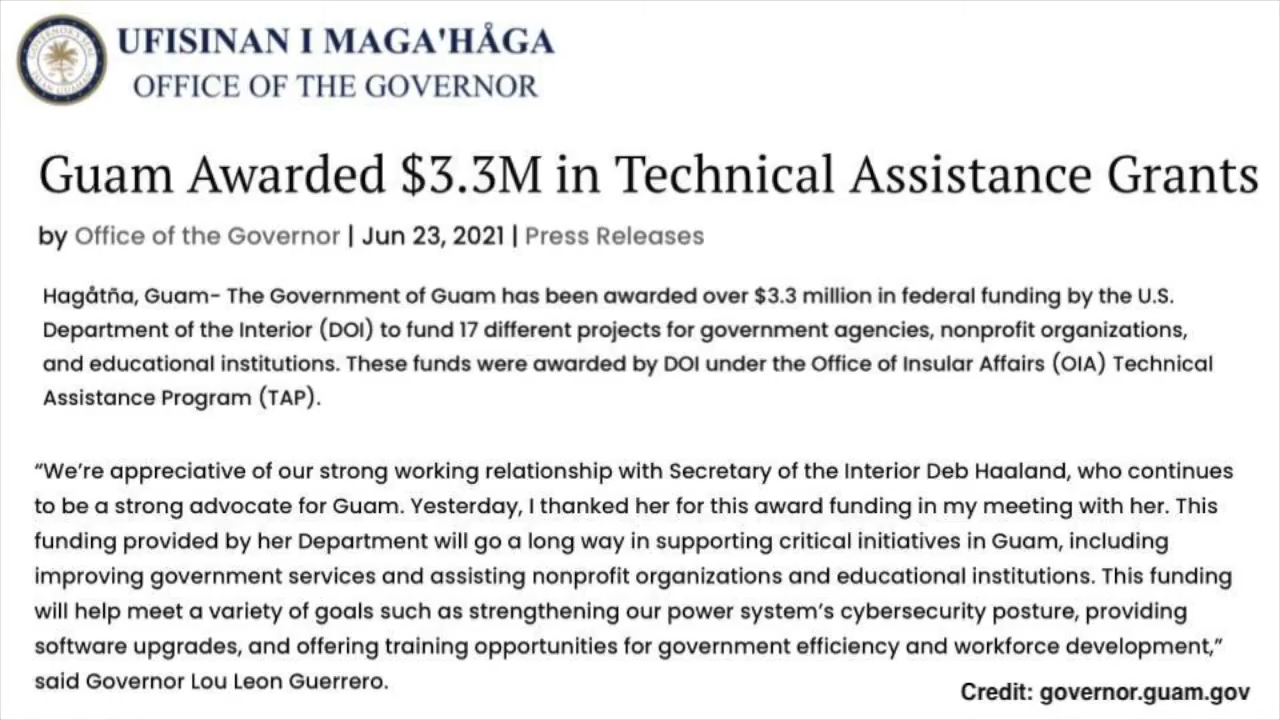 UFISINAN I MAGA'HÅGA
OFFICE OF THE GOVERNOR
Guam Awarded $3.3M in Technical Assistance Grants
by Office of the Governor | Jun 23, 2021 | Press Releases
Hagåtña, Guam- The Government of Guam has been awarded over $3.3 million in federal funding by the U.S.
Department of the Interior (DOI) to fund 17 different projects for government agencies, nonprofit organizations,
and educational institutions. These funds were awarded by DOI under the Office of Insular Affairs (OIA) Technical
Assistance Program (TAP).
“We’re appreciative of our strong working relationship with Secretary of the Interior Deb Haaland, who continues
to be a strong advocate for Guam. Yesterday, I thanked her for this award funding in my meeting with her. This
funding provided by her Department will go a long way in supporting critical initiatives in Guam, including
improving government services and assisting nonprofit organizations and educational institutions. This funding
will help meet a variety of goals such as strengthening our power system’s cybersecurity posture, providing
software upgrades, and offering training opportunities for government efficiency and workforce development,”
said Governor Lou Leon Guerrero.
Credit: governor.guam.gov